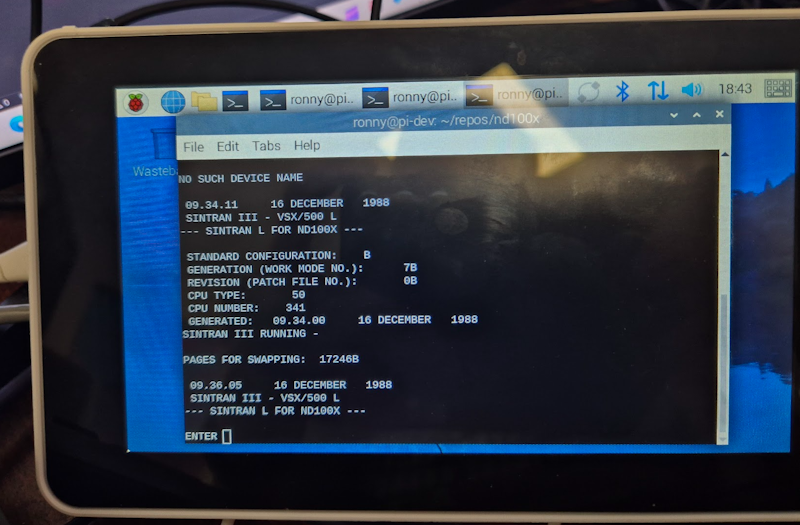 ronny@pi..
ronny@pi..
ronny@pi..
18:43
ronny@pi-dev: ~/repos/nd100x
File Edit Tabs Help
NO SUCH DEVICE NAME
09.34.11 16 DECEMBER 1988
SINTRAN III - VSX/500 L
--- SINTRAN L FOR ND100X ---
STANDARD CONFIGURATION: B
GENERATION (WORK MODE NO.): 7B
REVISION (PATCH FILE NO.): 0B
CPU TYPE: 50
CPU NUMBER: 341
GENERATED: 09.34.00 16 DECEMBER 1988
SINTRAN III RUNNING -
PAGES FOR SWAPPING: 17246B
09.36.05 16 DECEMBER 1988
SINTRAN III - VSX/500 L
--- SINTRAN L FOR ND100X ---
ENTER